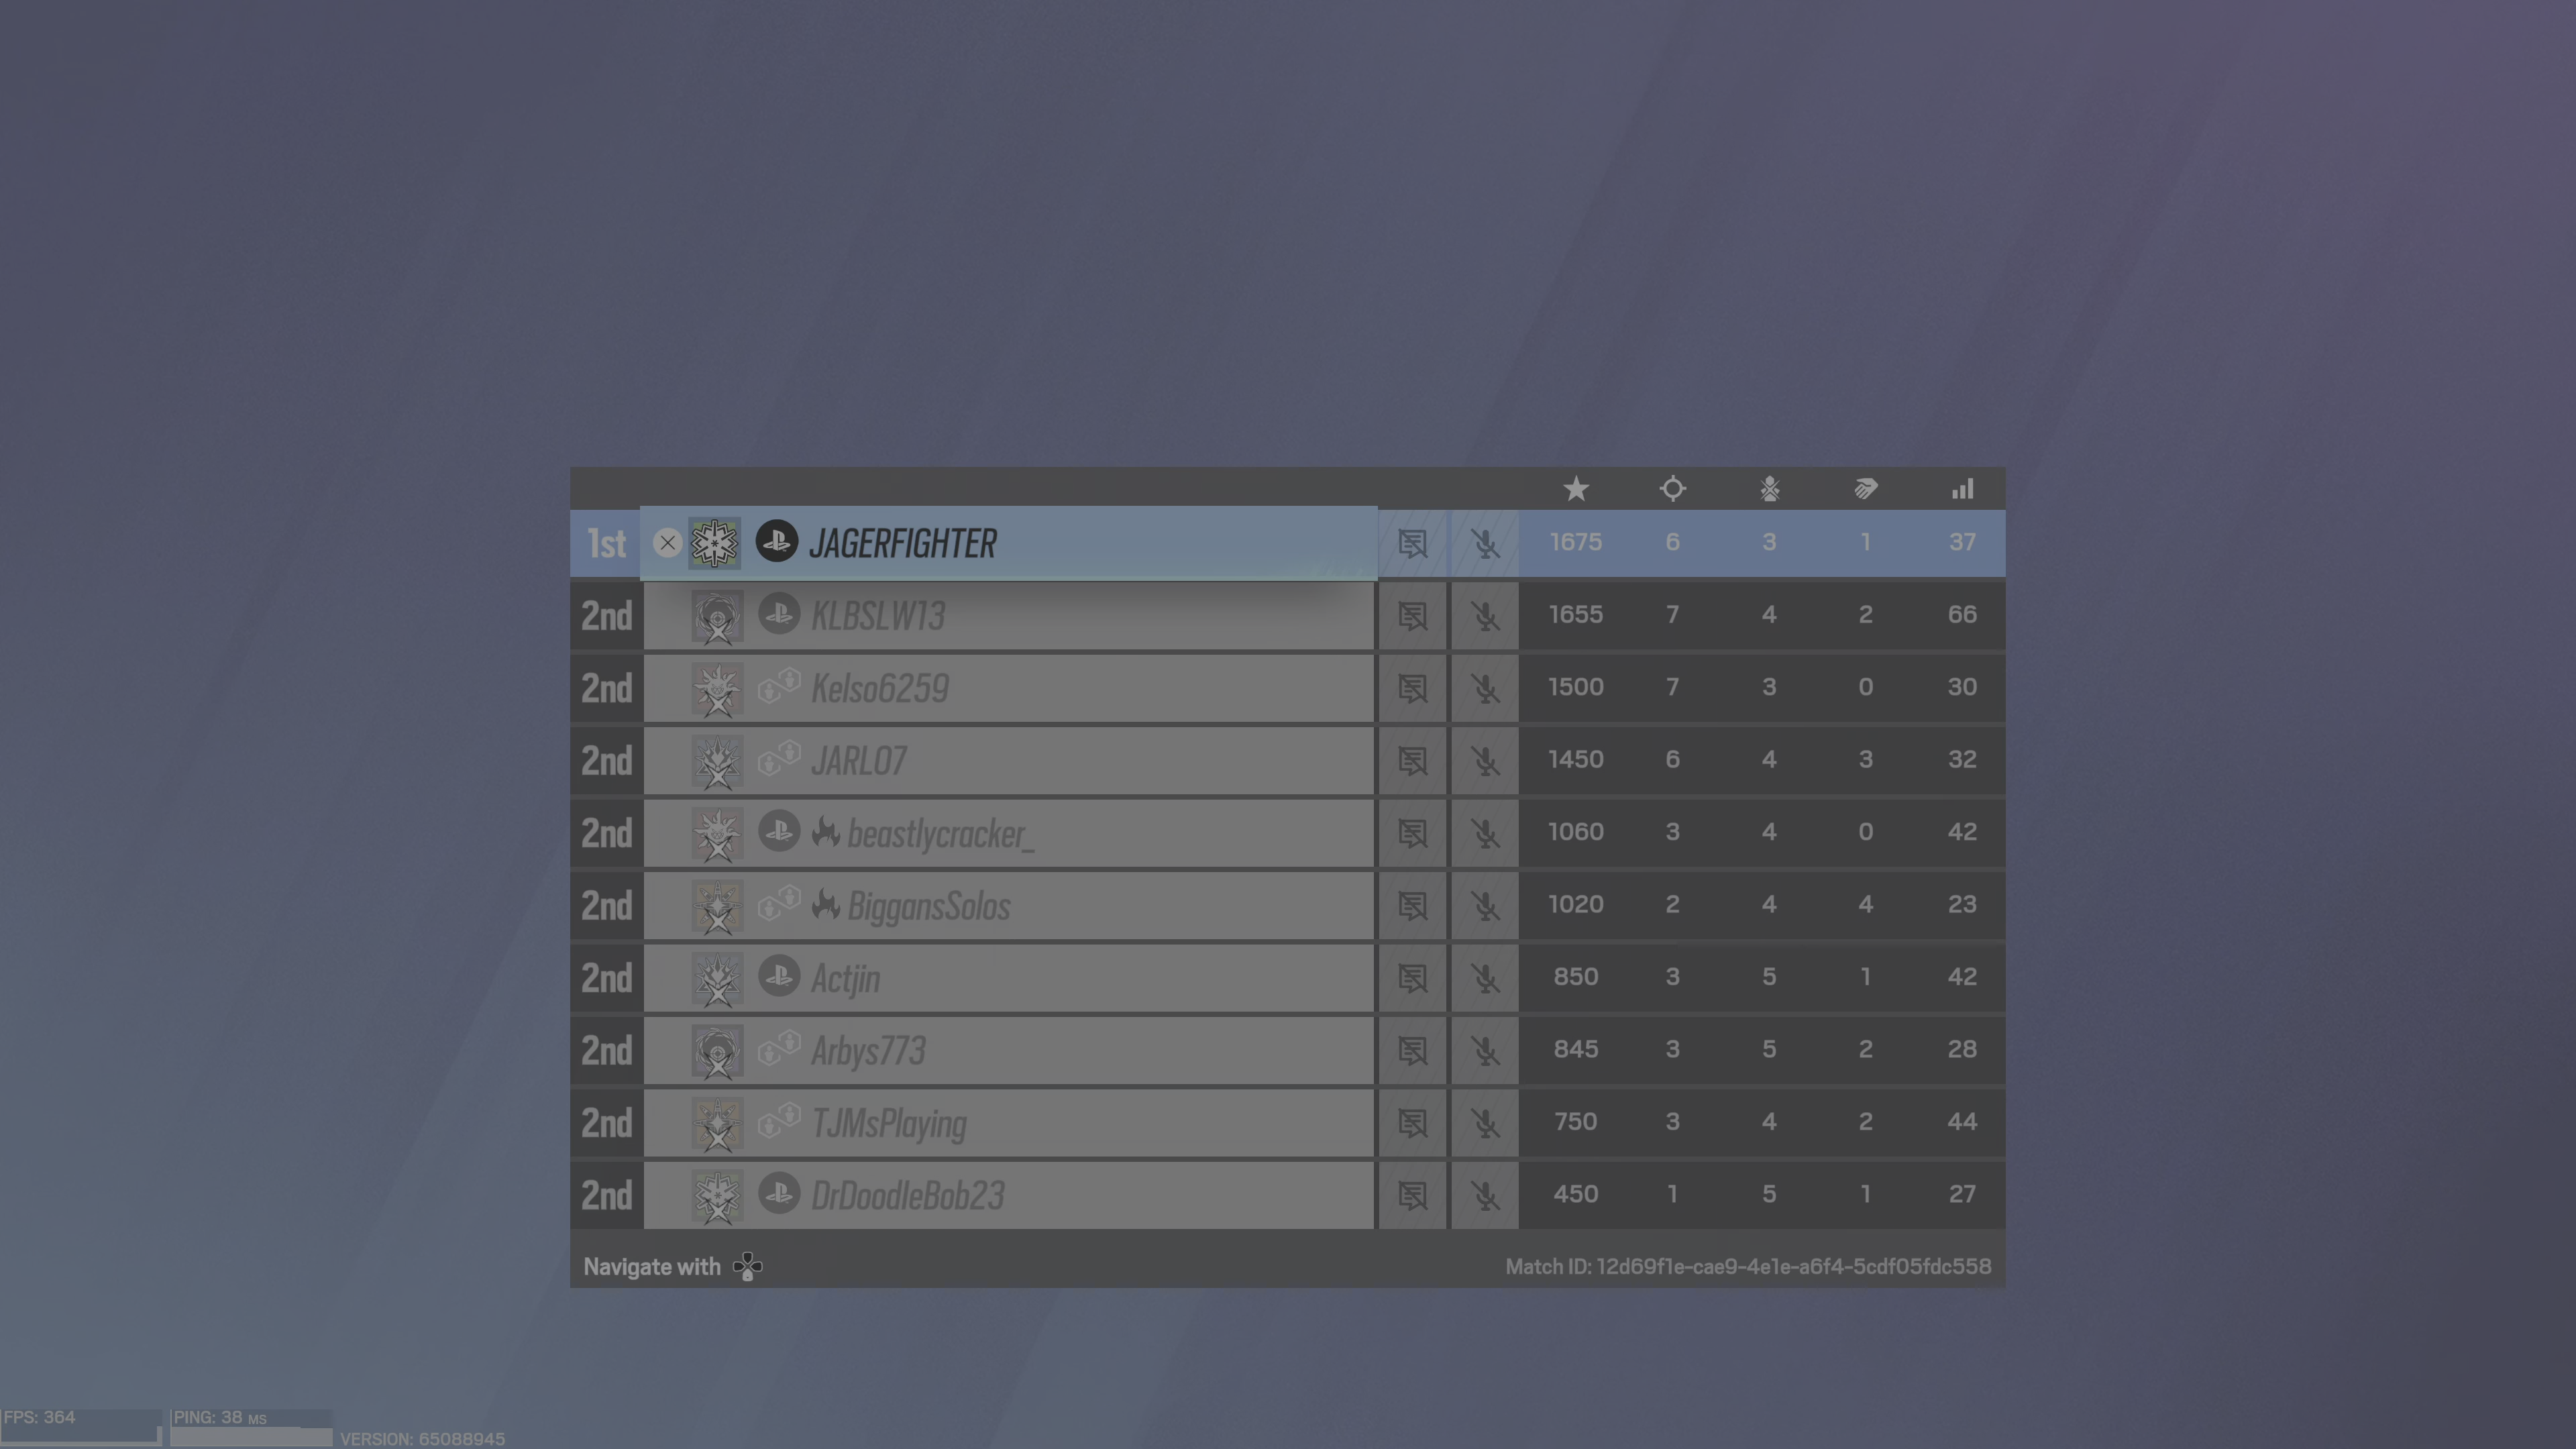 1st JAGERFIGHTER 1675 6 3 1 37
2nd KLBSLW13 1655 7 4 2 66
2nd Kelso6259 1500 7 3 0 30
2nd JARL07 1450 6 4 3 32
2nd beastlycracker_ 1060 3 4 0 42
2nd BiggansSolos 1020 2 4 4 23
2nd Actjin 850 3 5 1 42
2nd Arbys773 845 3 5 2 28
2nd TJMsPlaying 750 3 4 2 44
2nd DrDoodleBob23 450 1 5 1 27
Navigate with Match ID: 12d69f1e-cae9-4e1e-a6f4-5cdf05fdc558
FPS: 364 PING: 38 MS
VERSION: 65088945